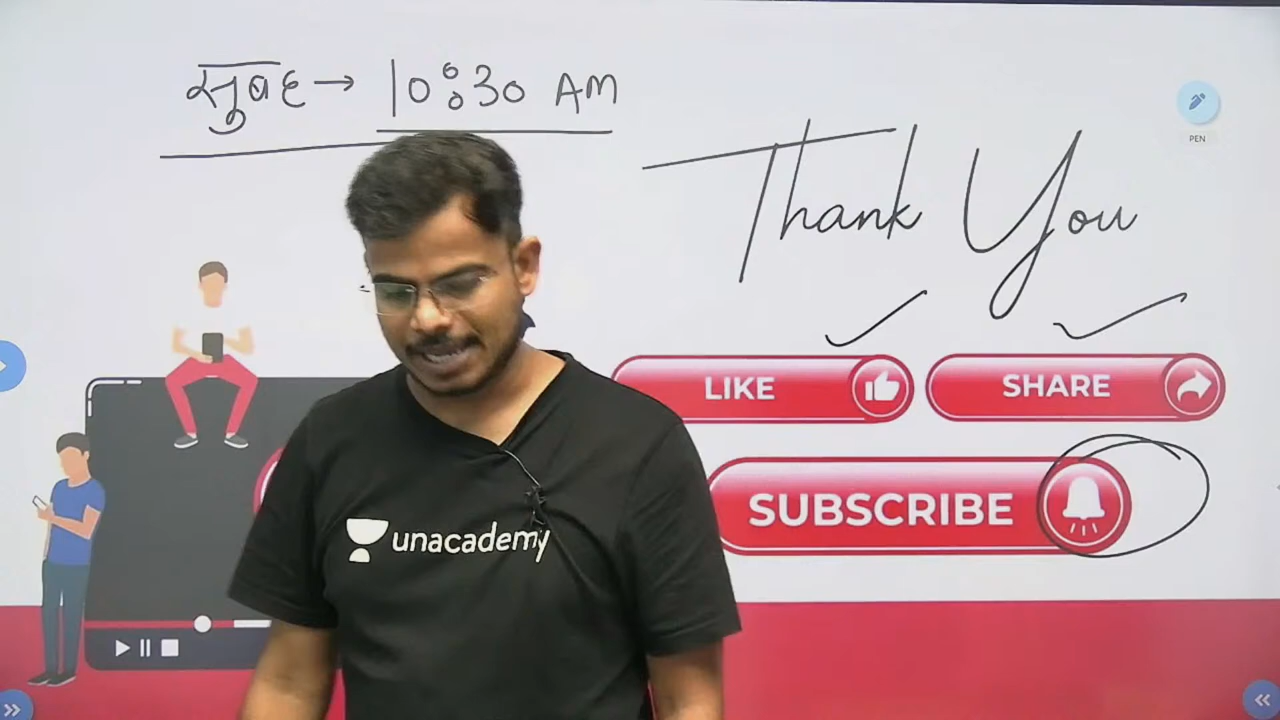 सुबह → 10:30 AM
PEN
Thank You
LIKE
SHARE
SUBSCRIBE
unacademy